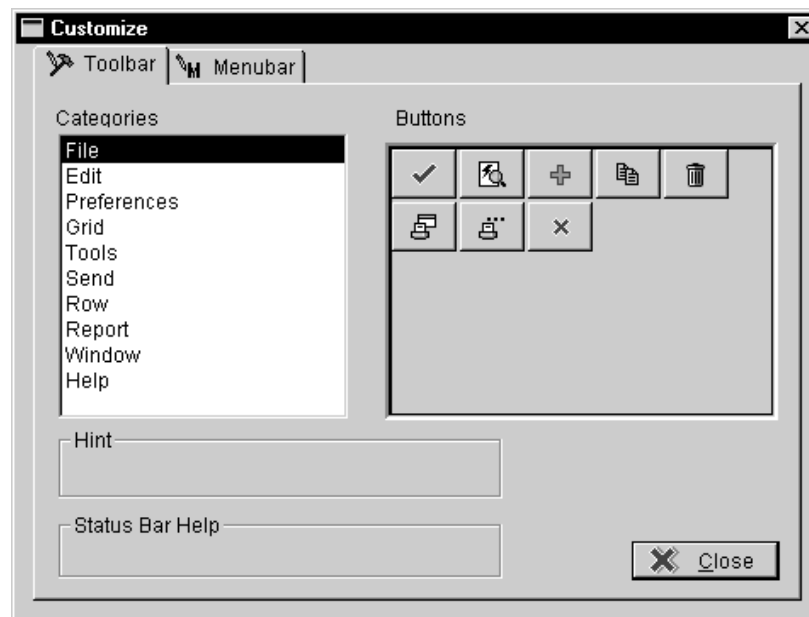 Customize
Toolbar
M Menubar
Categories
Buttons
File
Edit
Preferences
Grid
Tools
Send
Row
Report
Window
Help
Hint
Status Bar Help
Close